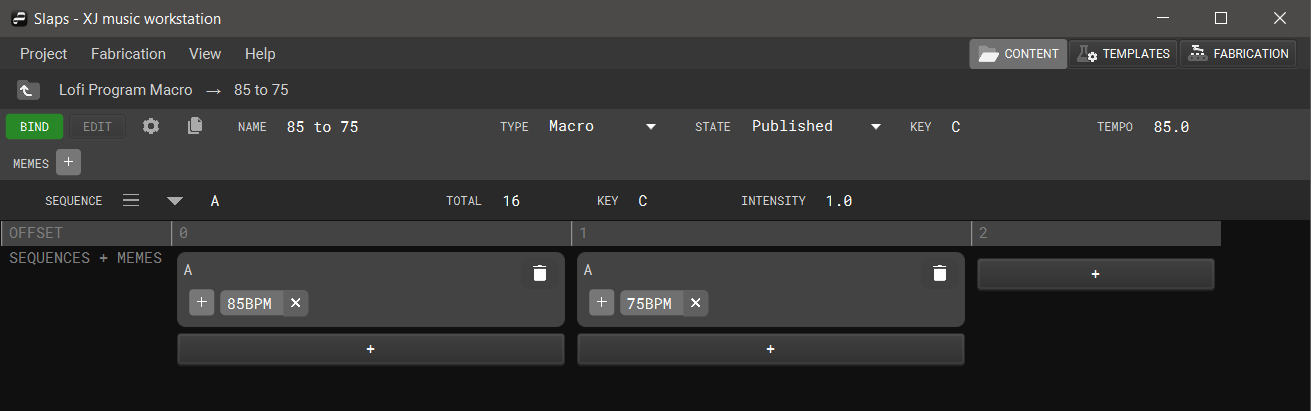 Slaps - XJ music workstation
Project Fabrication View Help CONTENT TEMPLATES FABRICATION
Lofi Program Macro → 85 to 75
BIND EDIT NAME 85 to 75 TYPE Macro STATE Published KEY C TEMPO 85.0
MEMES +
SEQUENCE A TOTAL 16 KEY C INTENSITY 1.0
OFFSET 0 1 2
SEQUENCES + MEMES A A +
+ 85BPM × + 75BPM ×
+ +